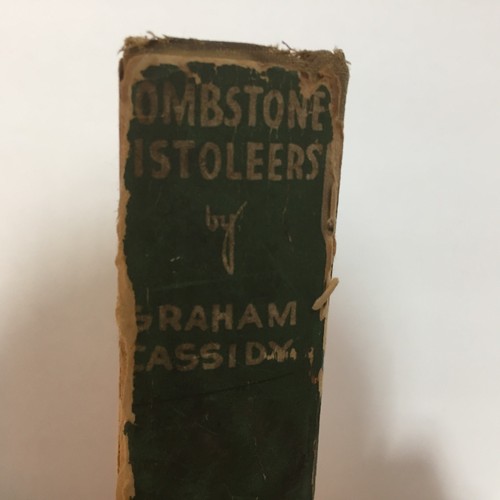 OMBSTONE
ISTOLEERS
by
GRAHAM
CASSIDY